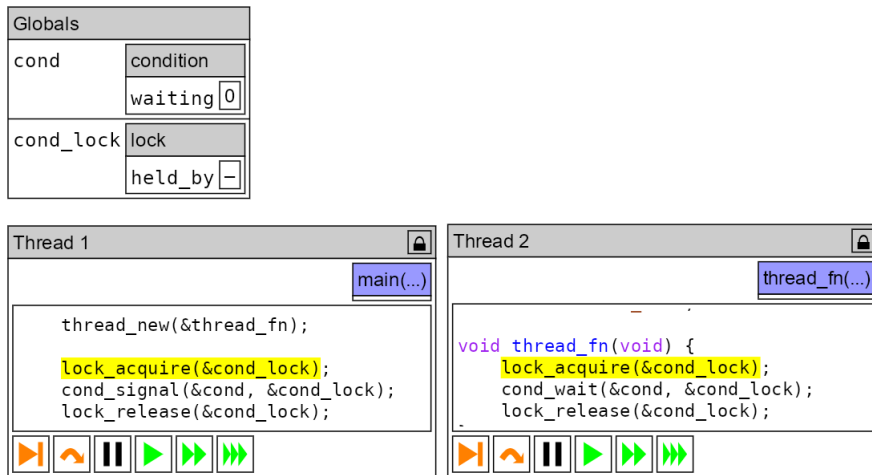 Globals
cond condition
waiting 0
cond_lock lock
held_by –
Thread 1
main(...)
thread_new(&thread_fn);
lock_acquire(&cond_lock);
cond_signal(&cond, &cond_lock);
lock_release(&cond_lock);
Thread 2
thread_fn(...)
void thread_fn(void) {
lock_acquire(&cond_lock);
cond_wait(&cond, &cond_lock);
lock_release(&cond_lock);